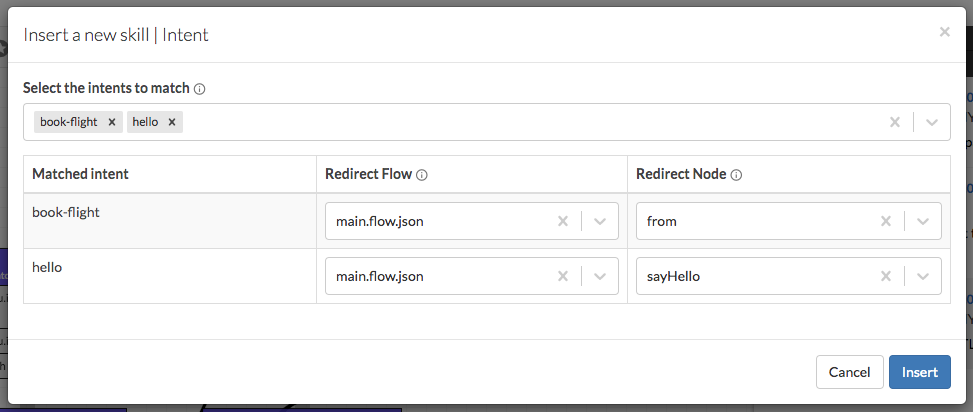 Insert a new skill | Intent
Select the intents to match
book-flight hello
Matched intent Redirect Flow Redirect Node
book-flight main.flow.json from
hello main.flow.json sayHello
Cancel Insert